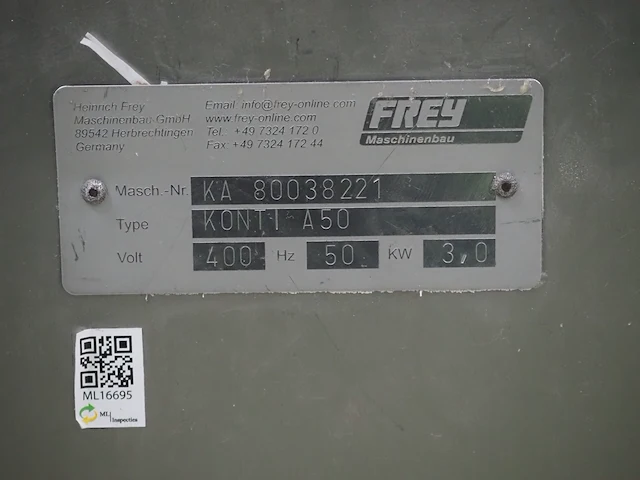 Heinrich Frey
Maschinenbau GmbH
89542 Herbrechtingen
Germany
Email: info@frey-online.com
www.frey-online.com
Tel.: +49 7324 172 0
Fax: +49 7324 172 44
FREY
Maschinenbau
Masch.-Nr. KA 80038221
Type KONTI A50
Volt 400 Hz 50 KW 3,0
ML16695
ML
Inspecties